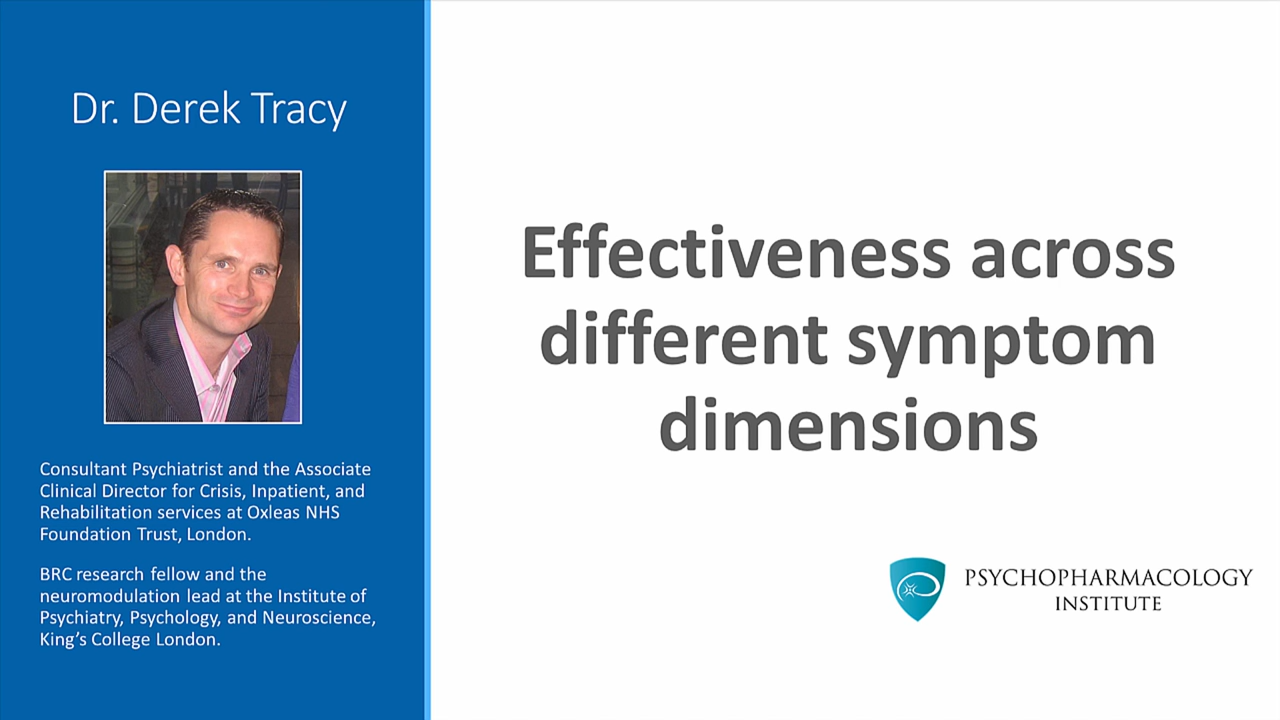 Dr. Derek Tracy
Consultant Psychiatrist and the Associate
Clinical Director for Crisis, Inpatient, and
Rehabilitation services at Oxleas NHS
Foundation Trust, London.
BRC research fellow and the
neuromodulation lead at the Institute of
Psychiatry, Psychology, and Neuroscience,
King's College London.
Effectiveness across
different symptom
dimensions
PSYCHOPHARMACOLOGY
INSTITUTE